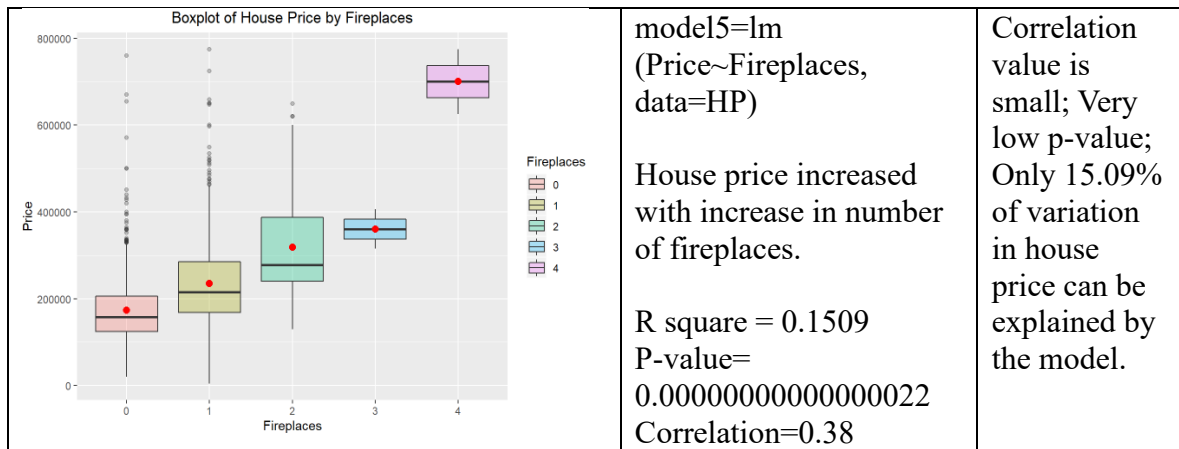 Boxplot of House Price by Fireplaces
800000
600000
400000
200000
0
Price
0
1
2
3
4
Fireplaces
Fireplaces
0
1
2
3
4
model5=lm
(Price~Fireplaces,
data=HP)
House price increased
with increase in number
of fireplaces.
R square = 0.1509
P-value=
0.00000000000000022
Correlation=0.38
Correlation
value is
small; Very
low p-value;
Only 15.09%
of variation
in house
price can be
explained by
the model.